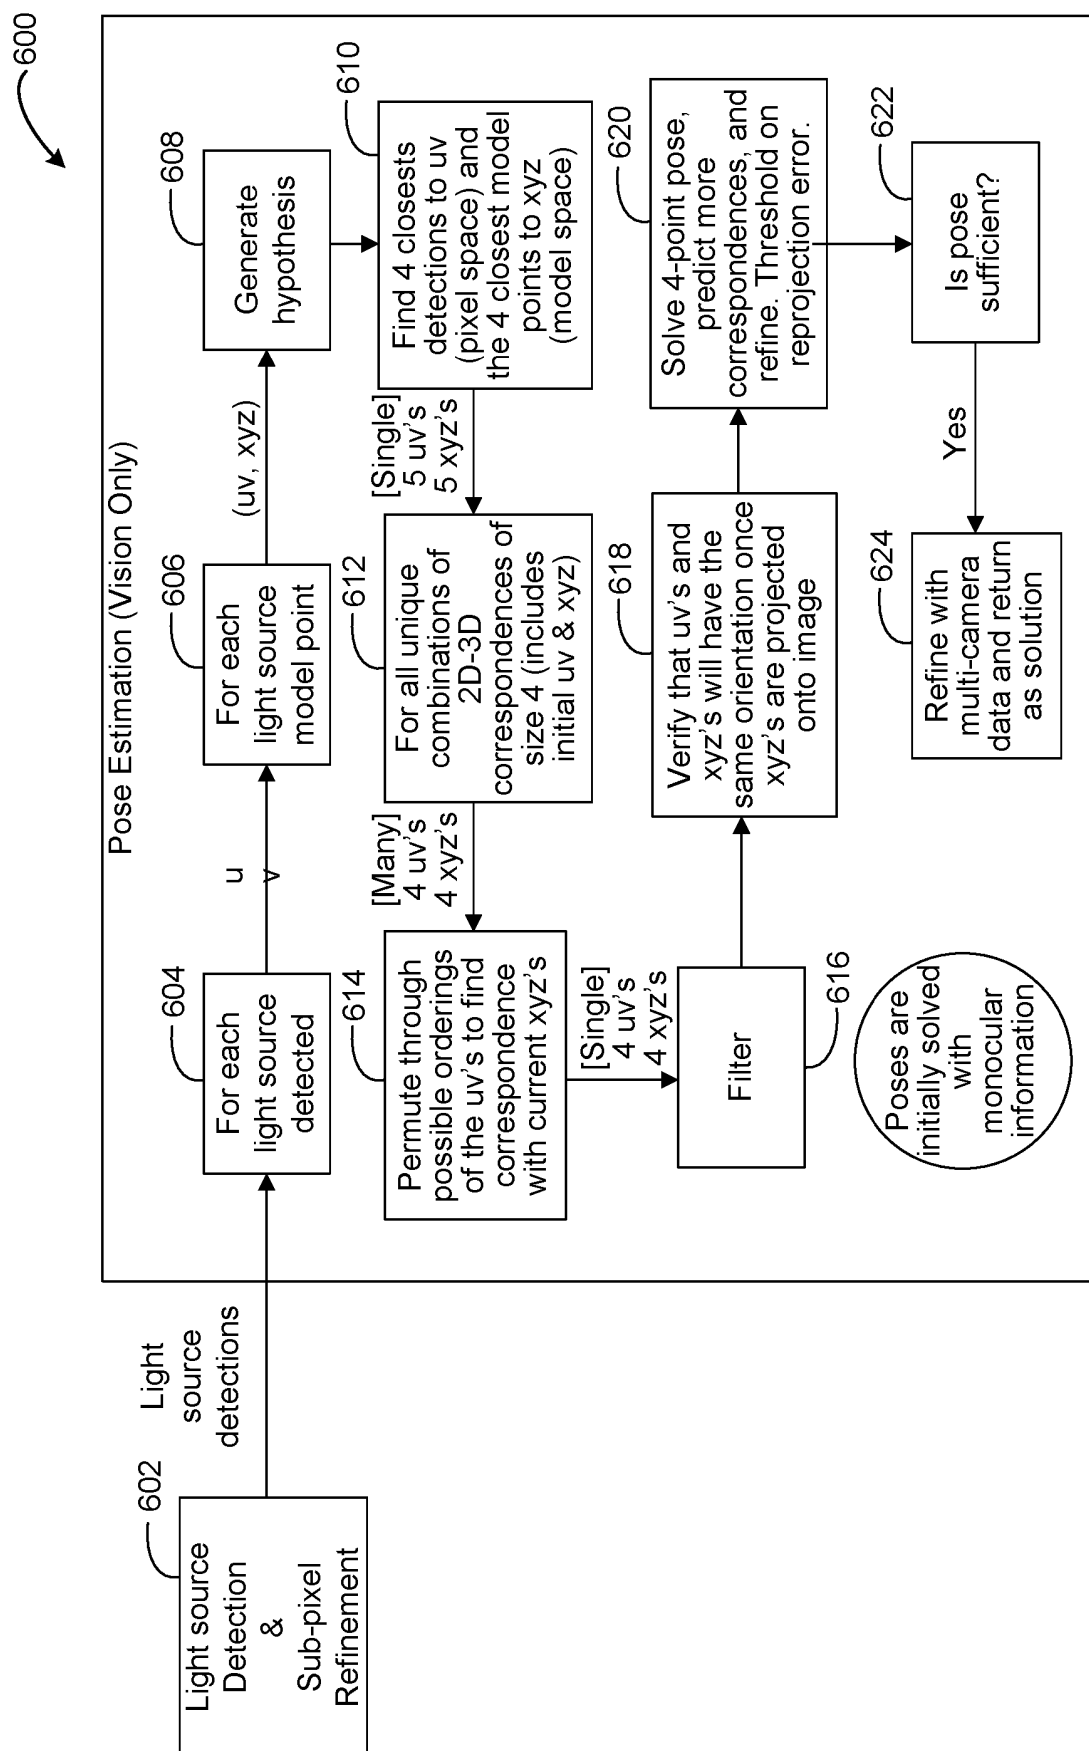 600
Pose Estimation (Vision Only)
602
Light source
Detection
&
Sub-pixel
Refinement
Light
source
detections
604
For each
light source
detected
u
v
606
For each
light source
model point
(uv, xyz)
608
Generate
hypothesis
610
Find 4 closests
detections to uv
(pixel space) and
the 4 closest model
points to xyz
(model space)
[Single]
5 uv's
5 xyz's
612
For all unique
combinations of
2D-3D
correspondences of
size 4 (includes
initial uv & xyz)
[Many]
4 uv's
4 xyz's
614
Permute through
possible orderings
of the uv's to find
correspondence
with current xyz's
[Single]
4 uv's
4 xyz's
Filter
616
618
Verify that uv's and
xyz's will have the
same orientation once
xyz's are projected
onto image
620
Solve 4-point pose,
predict more
correspondences, and
refine. Threshold on
reprojection error.
622
Is pose
sufficient?
Yes
624
Refine with
multi-camera
data and return
as solution
Poses are
initially solved
with
monocular
information